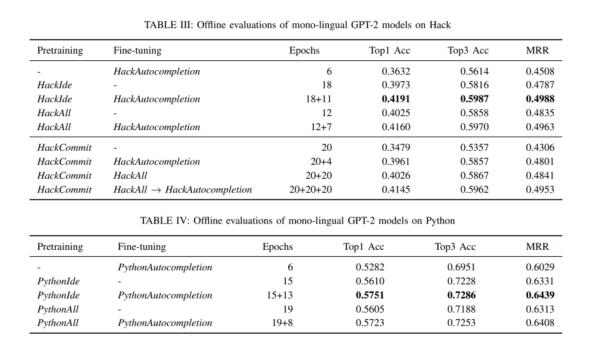 TABLE III: Offline evaluations of mono-lingual GPT-2 models on Hack
Pretraining Fine-tuning Epochs Top1 Acc Top3 Acc MRR
- HackAutocompletion 6 0.3632 0.5614 0.4508
HackIde - 18 0.3973 0.5816 0.4787
HackIde HackAutocompletion 18+11 0.4191 0.5987 0.4988
HackAll - 12 0.4025 0.5858 0.4835
HackAll HackAutocompletion 12+7 0.4160 0.5970 0.4963
HackCommit - 20 0.3479 0.5357 0.4306
HackCommit HackAutocompletion 20+4 0.3961 0.5857 0.4801
HackCommit HackAll 20+20 0.4026 0.5867 0.4841
HackCommit HackAll → HackAutocompletion 20+20+20 0.4145 0.5962 0.4953
TABLE IV: Offline evaluations of mono-lingual GPT-2 models on Python
Pretraining Fine-tuning Epochs Top1 Acc Top3 Acc MRR
- PythonAutocompletion 6 0.5282 0.6951 0.6029
PythonIde - 15 0.5610 0.7228 0.6331
PythonIde PythonAutocompletion 15+13 0.5751 0.7286 0.6439
PythonAll - 19 0.5605 0.7188 0.6313
PythonAll PythonAutocompletion 19+8 0.5723 0.7253 0.6408